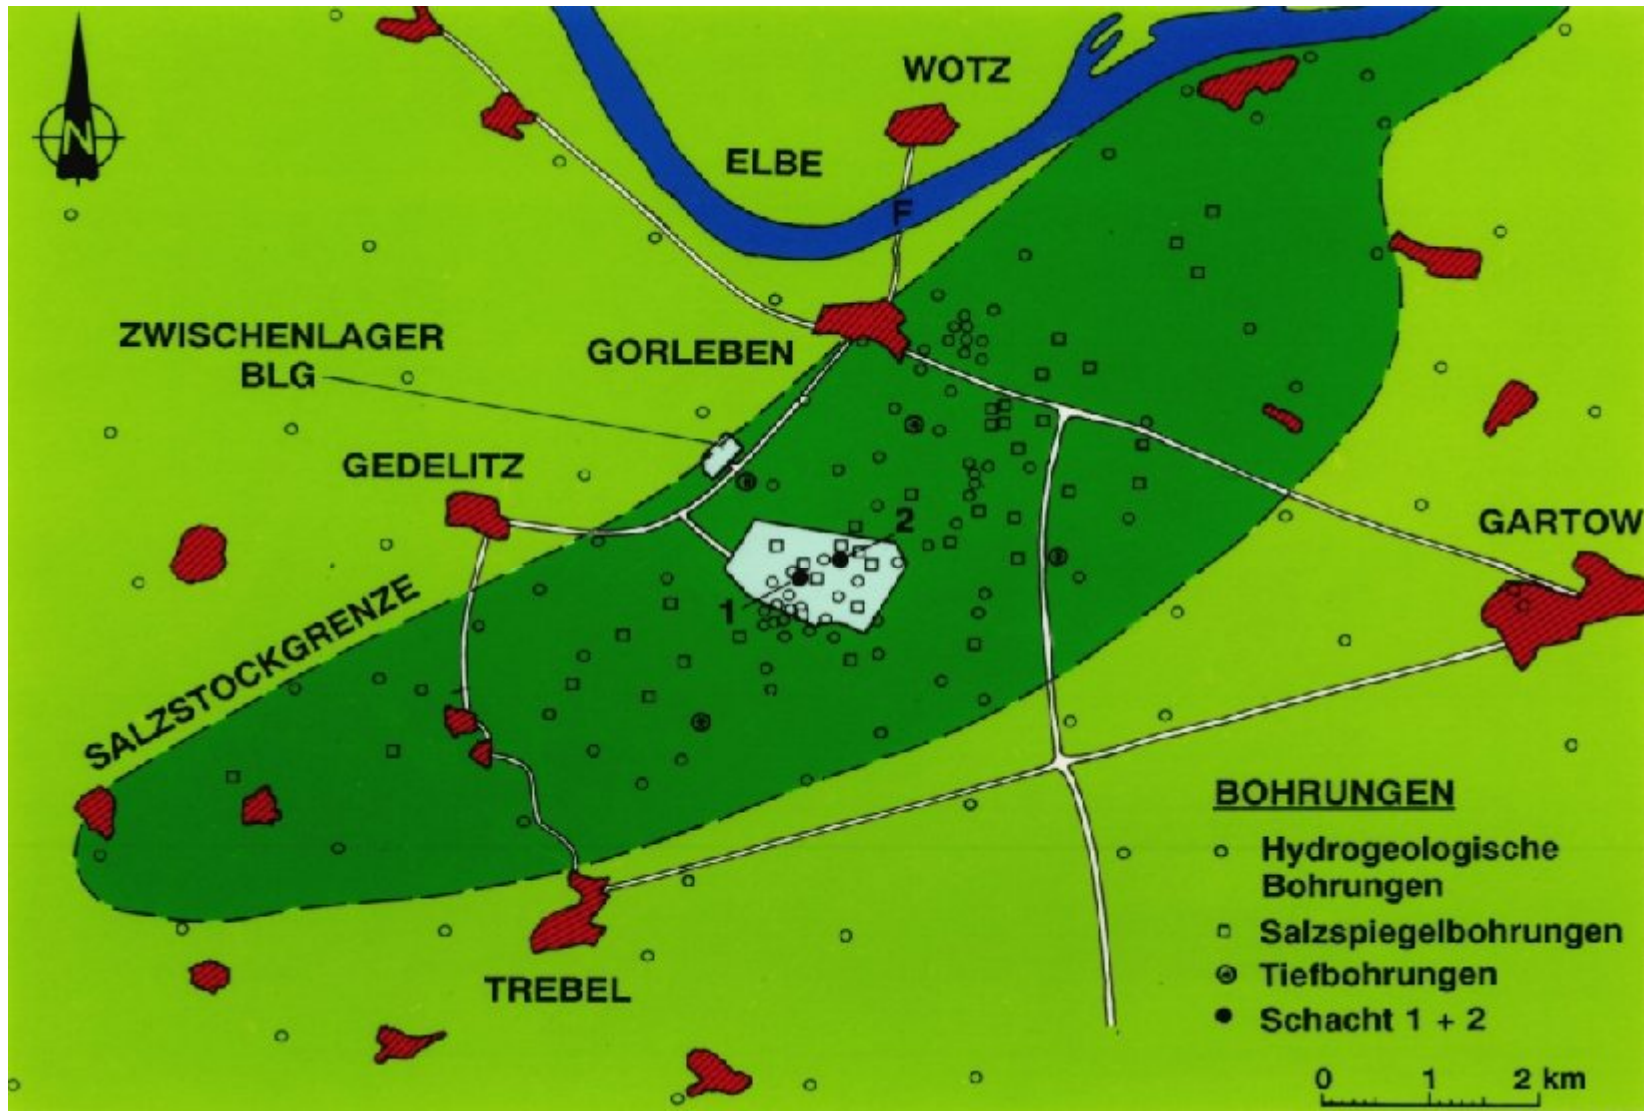 WOTZ
ELBE
N
F
ZWISCHENLAGER
BLG
GORLEBEN
GEDELITZ
2
GARTOW
1
SALZSTOCKGRENZE
BOHRUNGEN
Hydrogeologische
Bohrungen
Salzspiegelbohrungen
Tiefbohrungen
TREBEL
Schacht 1 + 2
0 1 2 km